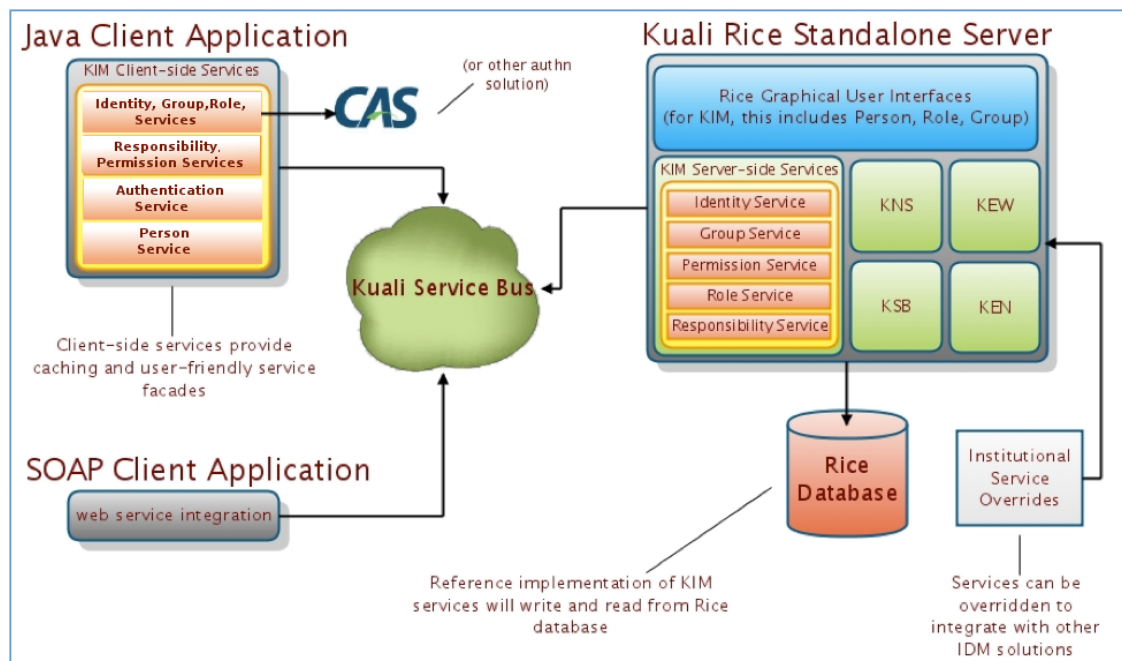 Java Client Application
KIM Client-side Services
Identity, Group,Role,
Services
Responsibility,
Permission Services
Authentication
Service
Person
Service
CAS
(or other authn
solution)
Client-side services provide
caching and user-friendly service
facades
Kuali Service Bus
SOAP Client Application
web service integration
Kuali Rice Standalone Server
Rice Graphical User Interfaces
(for KIM, this includes Person, Role, Group)
KIM Server-side Services
Identity Service
Group Service
Permission Service
Role Service
Responsibility Service
KNS
KEW
KSB
KEN
Rice
Database
Institutional
Service
Overrides
Reference implementation of KIM
services will write and read from Rice
database
Services can be
overridden to
integrate with other
IDM solutions